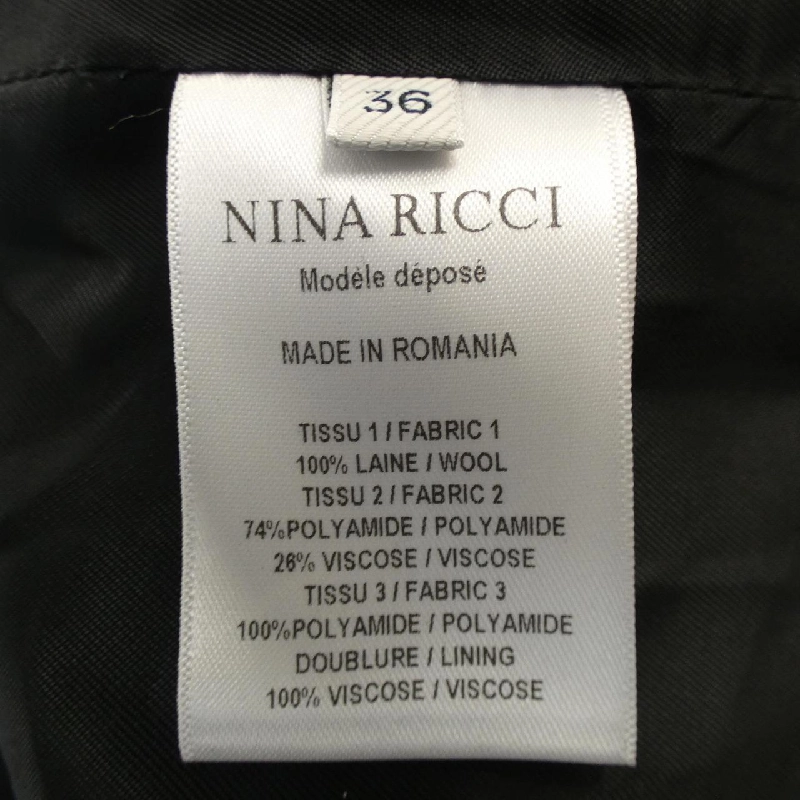 36
NINA RICCI
Modèle déposé
MADE IN ROMANIA
TISSU 1 / FABRIC 1
100% LAINE / WOOL
TISSU 2 / FABRIC 2
74%POLYAMIDE / POLYAMIDE
26% VISCOSE / VISCOSE
TISSU 3 / FABRIC 3
100%POLYAMIDE / POLYAMIDE
DOUBLURE / LINING
100% VISCOSE / VISCOSE